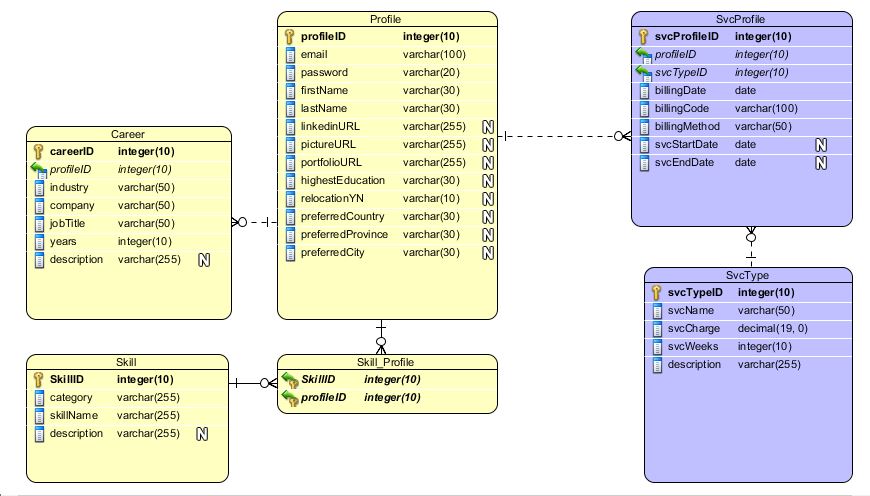 Profile
profileID integer(10)
email varchar(100)
password varchar(20)
firstName varchar(30)
lastName varchar(30)
linkedinURL varchar(255) N
pictureURL varchar(255) N
portfolioURL varchar(255) N
highestEducation varchar(30) N
relocationYN varchar(10) N
preferredCountry varchar(30) N
preferredProvince varchar(30) N
preferredCity varchar(30) N
SvcProfile
svcProfileID integer(10)
profileID integer(10)
svcTypeID integer(10)
billingDate date
billingCode varchar(100)
billingMethod varchar(50)
svcStartDate date N
svcEndDate date N
Career
careerID integer(10)
profileID integer(10)
industry varchar(50)
company varchar(50)
jobTitle varchar(50)
years integer(10)
description varchar(255) N
SvcType
svcTypeID integer(10)
svcName varchar(50)
svcCharge decimal(19, 0)
svcWeeks integer(10)
description varchar(255)
Skill
SkillID integer(10)
category varchar(255)
skillName varchar(255)
description varchar(255) N
Skill_Profile
SkillID integer(10)
profileID integer(10)